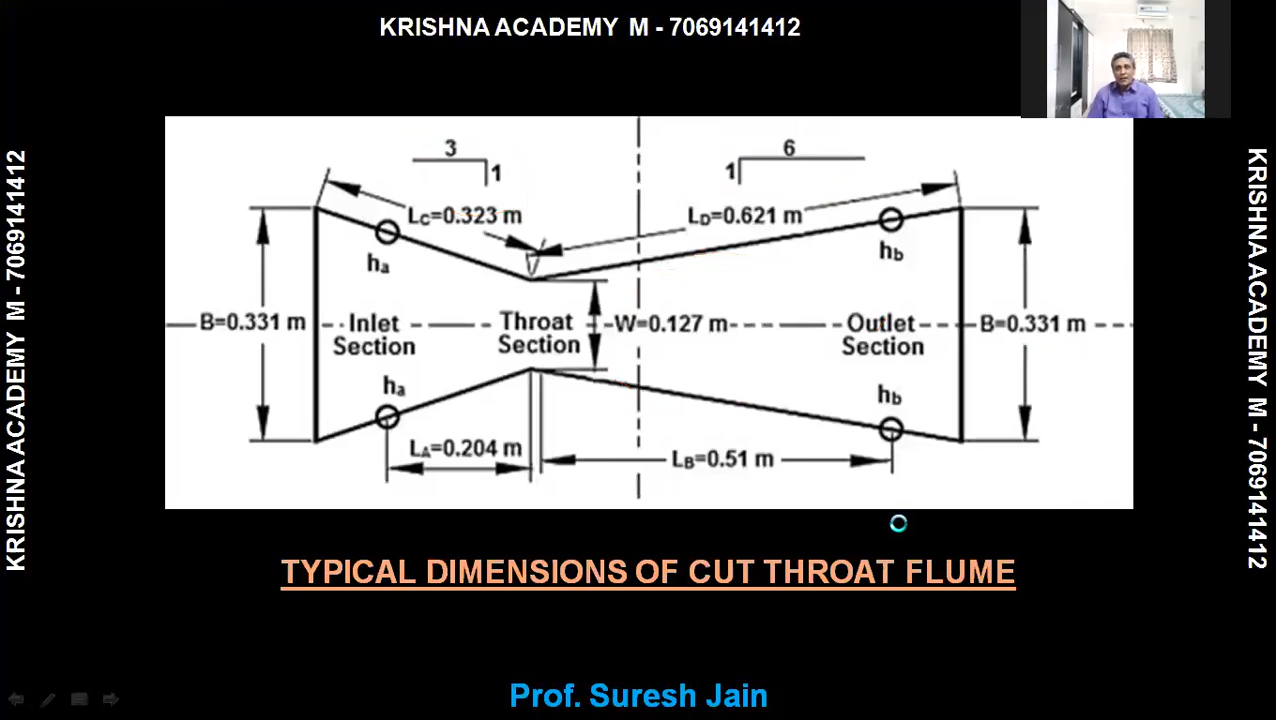 KRISHNA ACADEMY M - 7069141412
KRISHNA ACADEMY M - 7069141412
KRISHNA ACADEMY M - 7069141412
3
1
6
1
LC=0.323 m
LD=0.621 m
ha
hb
B=0.331 m
Inlet
Section
Throat
Section
W=0.127 m
Outlet
Section
B=0.331 m
ha
hb
LA=0.204 m
LB=0.51 m
TYPICAL DIMENSIONS OF CUT THROAT FLUME
Prof. Suresh Jain